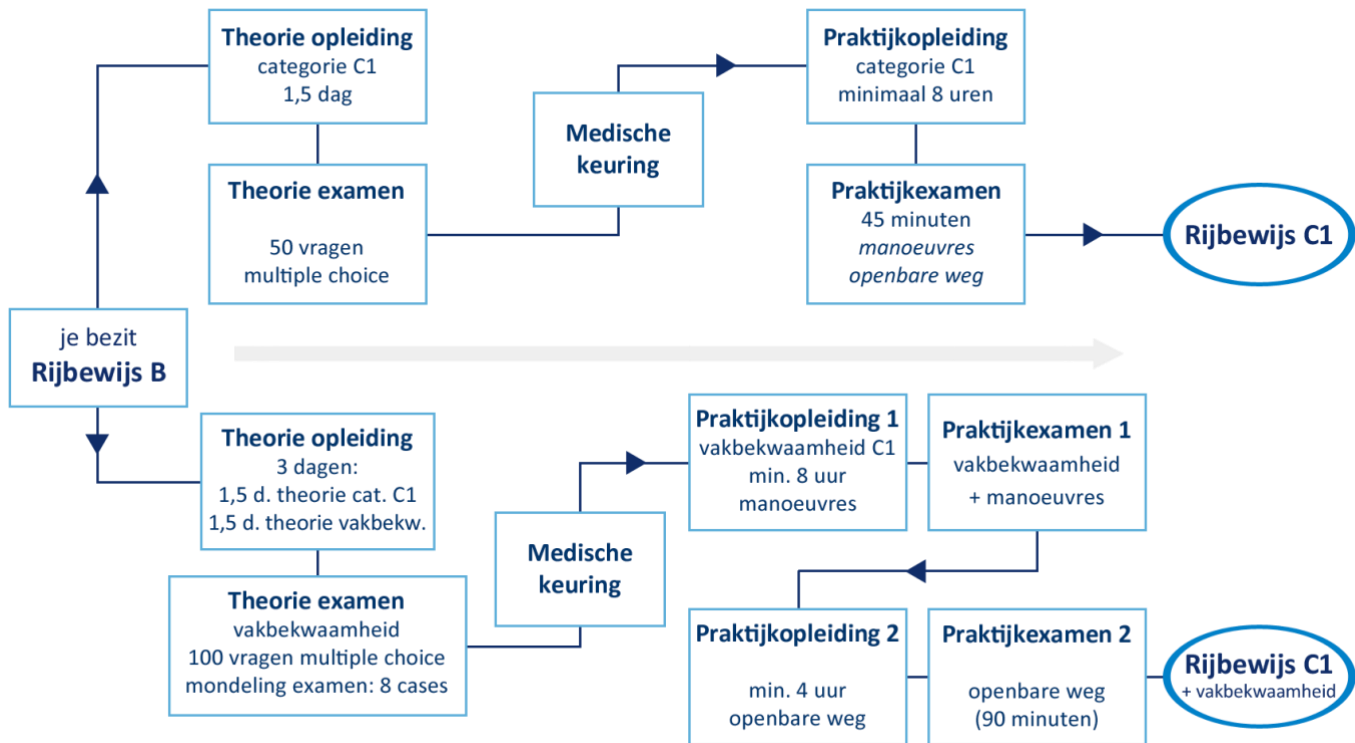 Theorie opleiding
categorie C1
1,5 dag
Theorie examen
50 vragen
multiple choice
Medische
keuring
Praktijkopleiding
categorie C1
minimaal 8 uren
Praktijkexamen
45 minuten
manoeuvres
openbare weg
Rijbewijs C1
je bezit
Rijbewijs B
Theorie opleiding
3 dagen:
1,5 d. theorie cat. C1
1,5 d. theorie vakbekw.
Theorie examen
vakbekwaamheid
100 vragen multiple choice
mondeling examen: 8 cases
Medische
keuring
Praktijkopleiding 1
vakbekwaamheid C1
min. 8 uur
manoeuvres
Praktijkexamen 1
vakbekwaamheid
+ manoeuvres
Praktijkopleiding 2
min. 4 uur
openbare weg
Praktijkexamen 2
openbare weg
(90 minuten)
Rijbewijs C1
+ vakbekwaamheid